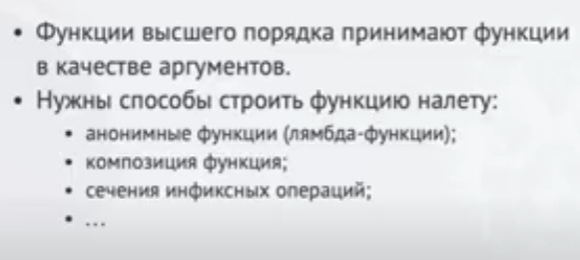 • Функции высшего порядка принимают функции
в качестве аргументов.
• Нужны способы строить функцию налету:
• анонимные функции (лямбда-функции);
• композиция функция;
• сечения инфиксных операций;
• ...